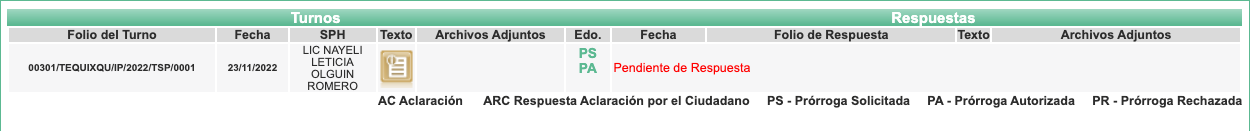 Turnos Respuestas
Folio del Turno Fecha SPH Texto Archivos Adjuntos Edo. Fecha Folio de Respuesta Texto Archivos Adjuntos
00301/TEQUIXQU/IP/2022/TSP/0001 23/11/2022 LIC NAYELI
LETICIA
OLGUIN
ROMERO
PS
PA
Pendiente de Respuesta
AC Aclaración ARC Respuesta Aclaración por el Ciudadano PS - Prórroga Solicitada PA - Prórroga Autorizada PR - Prórroga Rechazada